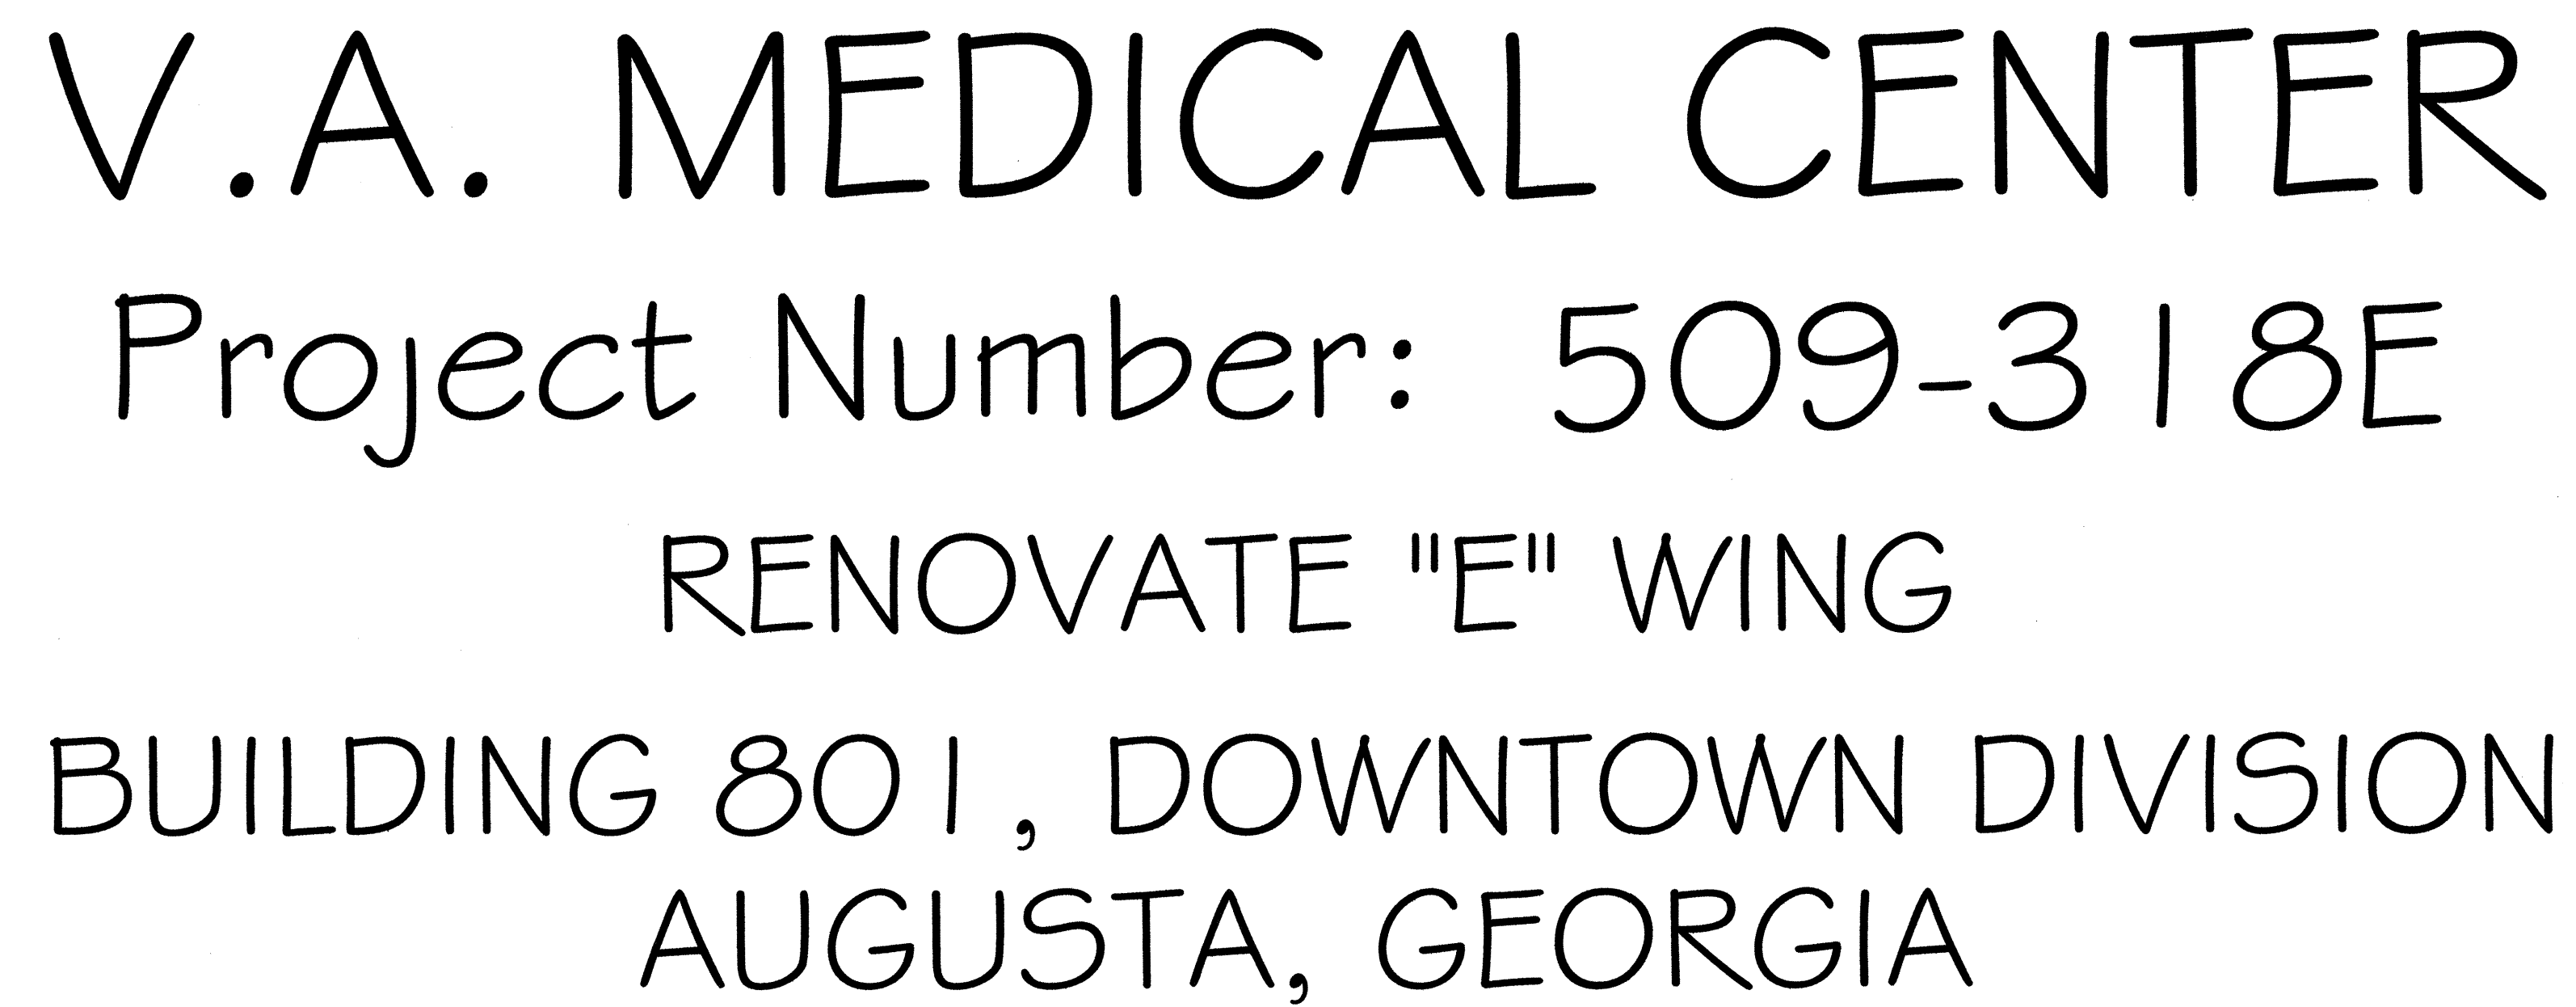 V.A. MEDICAL CENTER
Project Number: 509-318E
RENOVATE "E" WING
BUILDING 801, DOWNTOWN DIVISION
AUGUSTA, GEORGIA